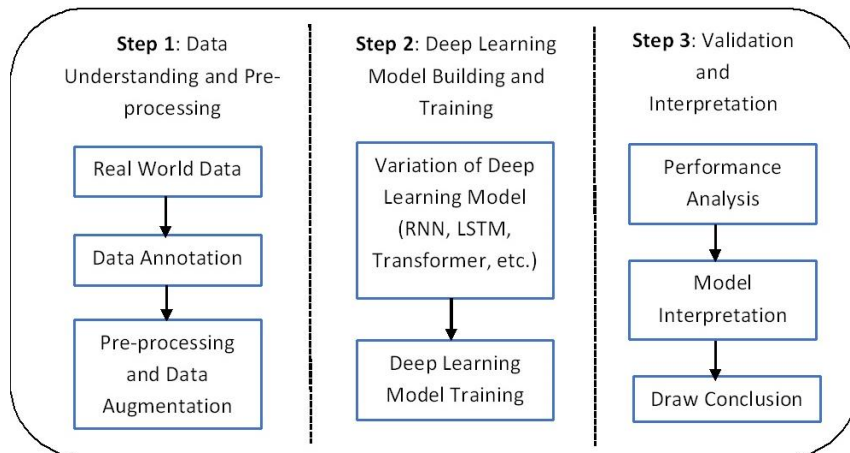 Step 1: Data
Understanding and Pre-
processing
Real World Data
Data Annotation
Pre-processing
and Data
Augmentation
Step 2: Deep Learning
Model Building and
Training
Variation of Deep
Learning Model
(RNN, LSTM,
Transformer, etc.)
Deep Learning
Model Training
Step 3: Validation
and
Interpretation
Performance
Analysis
Model
Interpretation
Draw Conclusion